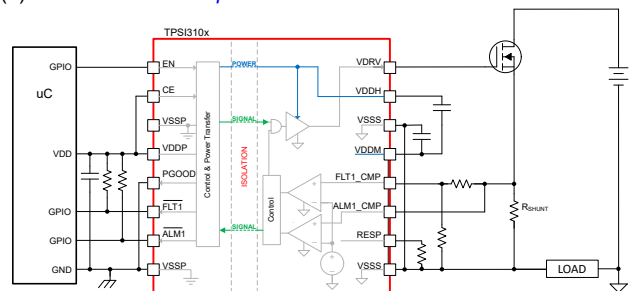 TPSI310x
GPIO
EN
POWER
VDRV
uC
CE
VDDH
VSSP
SIGNAL
VSSS
VDD
VDDP
Control & Power Transfer
ISOLATION
VDDM
PGOOD
Control
FLT1_CMP
GPIO
FLT1
ALM1_CMP
RSHUNT
GPIO
ALM1
SIGNAL
RESP
GND
VSSP
VSSS
LOAD